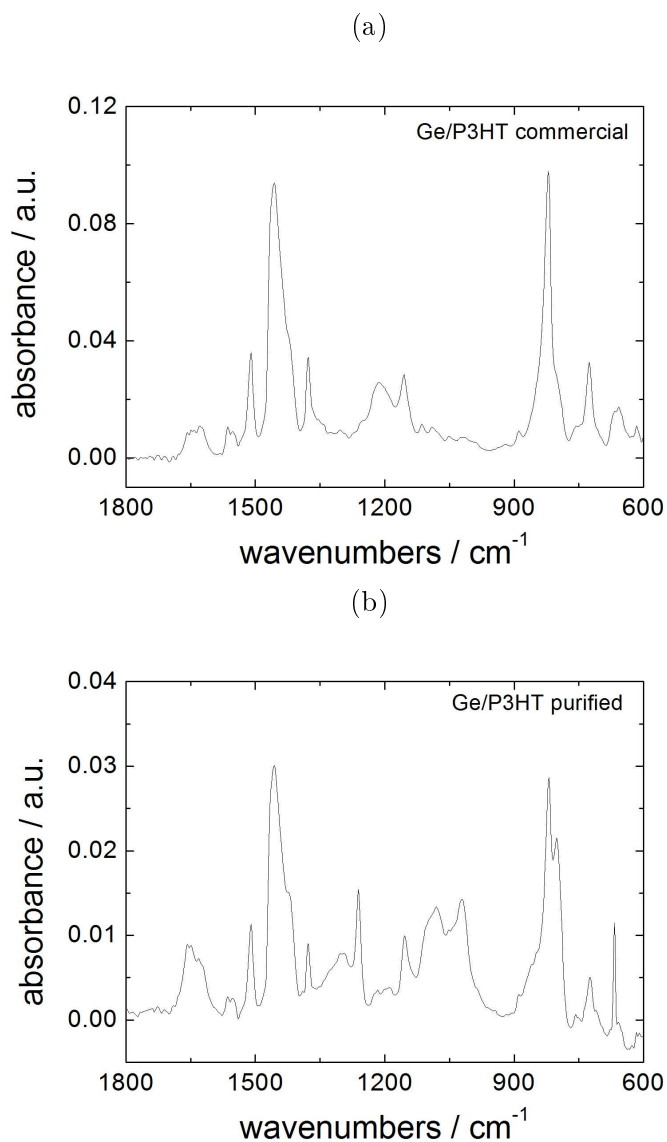 (a)
Ge/P3HT commercial
0.12
0.08
0.04
0.00
absorbance / a.u.
1800 1500 1200 900 600
wavenumbers / cm⁻¹
(b)
Ge/P3HT purified
0.04
0.03
0.02
0.01
0.00
absorbance / a.u.
1800 1500 1200 900 600
wavenumbers / cm⁻¹